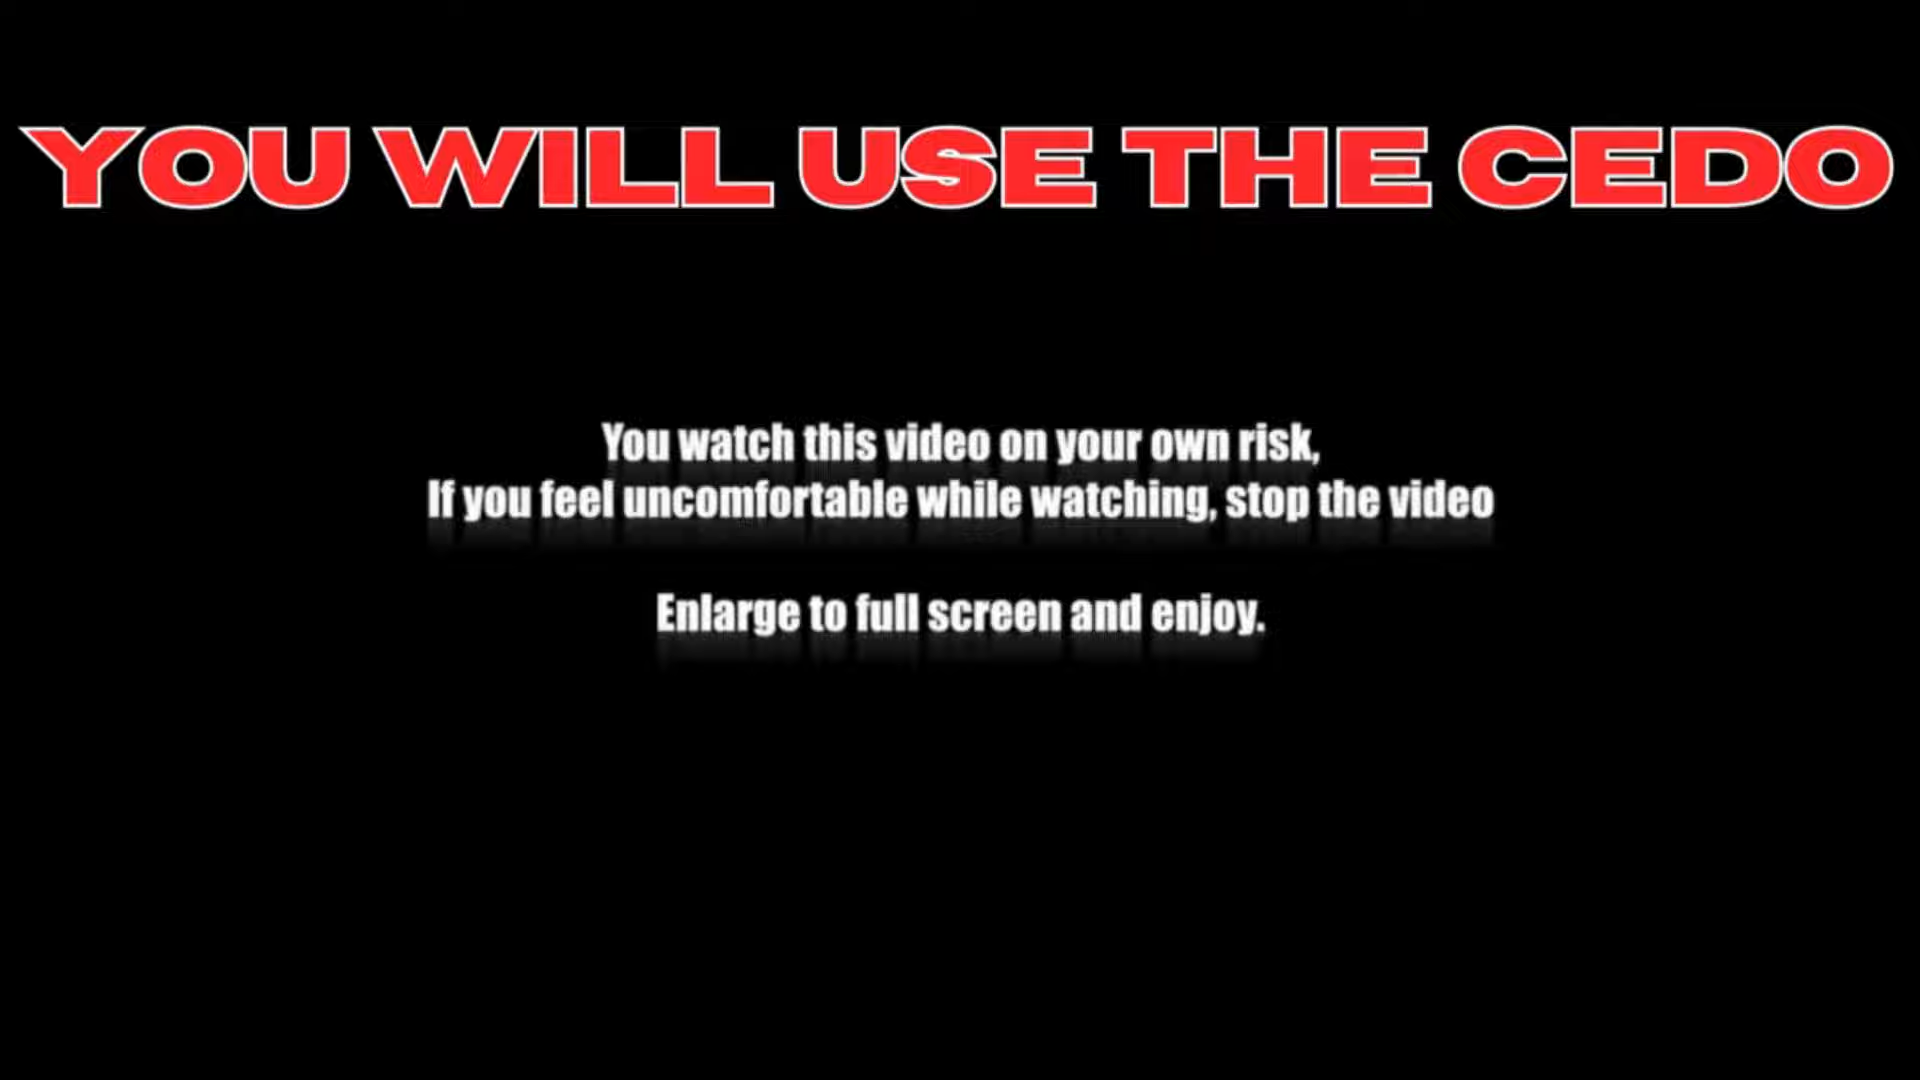 YOU WILL USE THE CEDO
You watch this video on your own risk,
If you feel uncomfortable while watching, stop the video
Enlarge to full screen and enjoy.